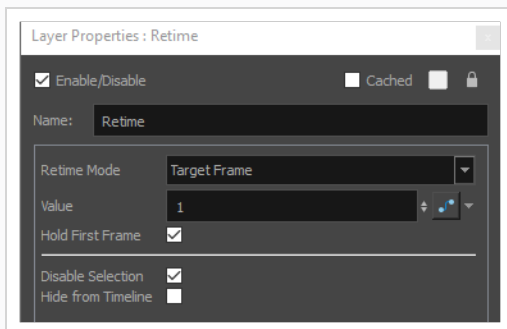 Layer Properties : Retime
Enable/Disable Cached
Name: Retime
Retime Mode Target Frame
Value 1
Hold First Frame
Disable Selection
Hide from Timeline